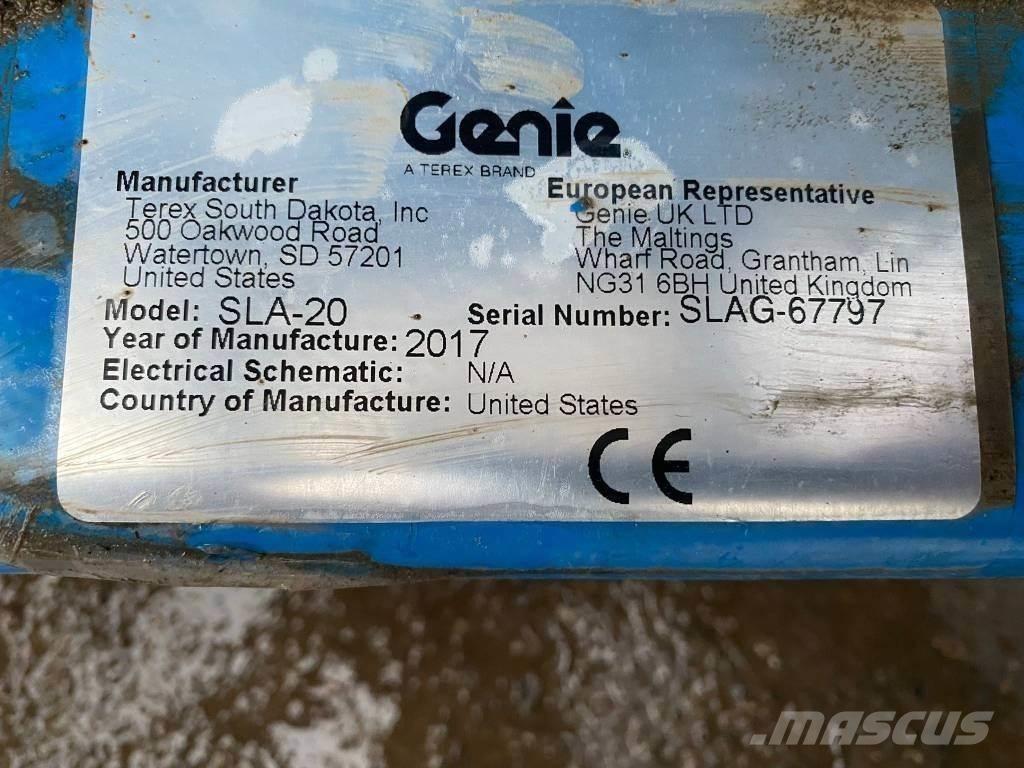 Genie
A TEREX BRAND
Manufacturer
Terex South Dakota, Inc
500 Oakwood Road
Watertown, SD 57201
United States
European Representative
Genie UK LTD
The Maltings
Wharf Road, Grantham, Lin
NG31 6BH United Kingdom
Model: SLA-20
Serial Number: SLAG-67797
Year of Manufacture: 2017
Electrical Schematic: N/A
Country of Manufacture: United States
CE
MASCUS